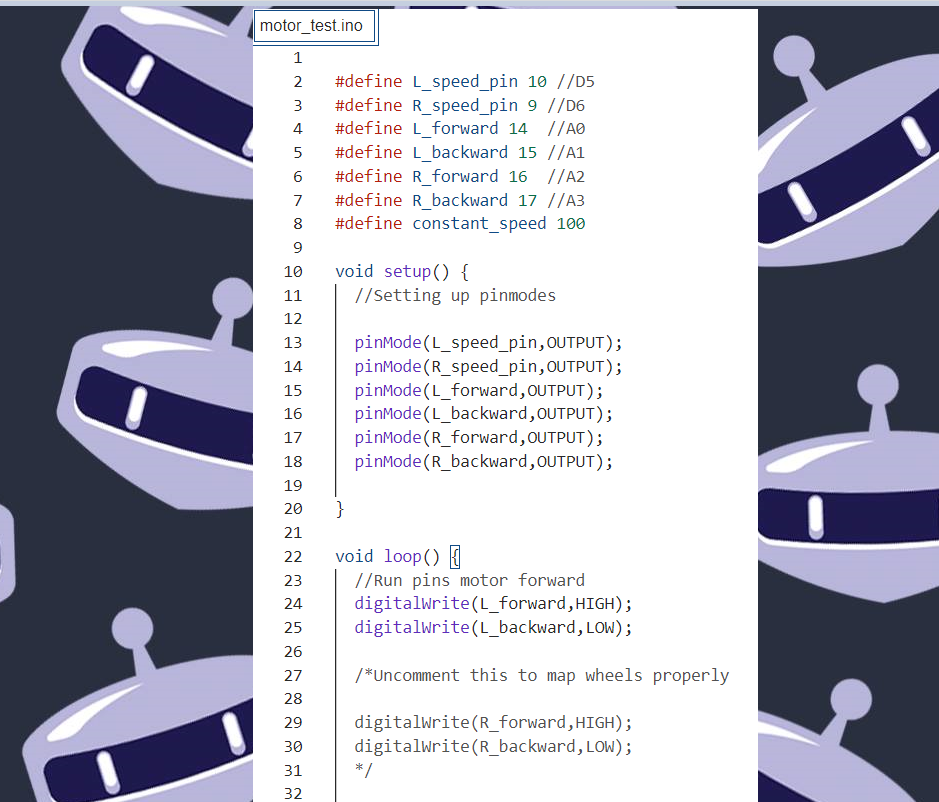 motor_test.ino
1
2 #define L_speed_pin 10 //D5
3 #define R_speed_pin 9 //D6
4 #define L_forward 14  //A0
5 #define L_backward 15 //A1
6 #define R_forward 16  //A2
7 #define R_backward 17 //A3
8 #define constant_speed 100
9
10 void setup() {
11   //Setting up pinmodes
12
13   pinMode(L_speed_pin,OUTPUT);
14   pinMode(R_speed_pin,OUTPUT);
15   pinMode(L_forward,OUTPUT);
16   pinMode(L_backward,OUTPUT);
17   pinMode(R_forward,OUTPUT);
18   pinMode(R_backward,OUTPUT);
19
20 }
21
22 void loop() {
23   //Run pins motor forward
24   digitalWrite(L_forward,HIGH);
25   digitalWrite(L_backward,LOW);
26
27   /*Uncomment this to map wheels properly
28
29   digitalWrite(R_forward,HIGH);
30   digitalWrite(R_backward,LOW);
31   */
32